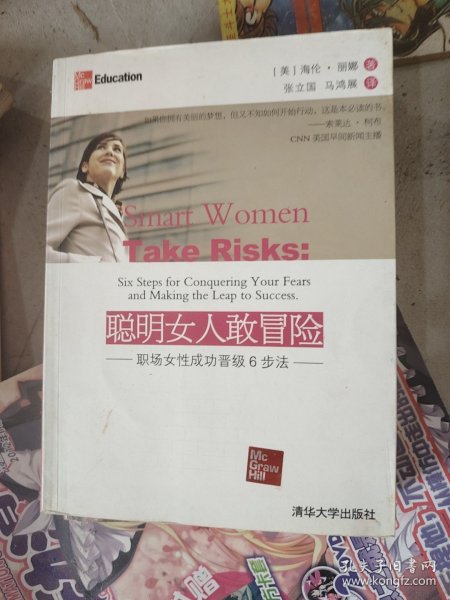 Mc
Graw
Hill
Education
[美] 海伦·丽娜 著
张立国 马鸿展 译
如果你拥有美丽的梦想，但又不知如何开始行动，这是本必读的书。
——索莱达·柯布
CNN 美国早间新闻主播
Smart Women
Take Risks:
Six Steps for Conquering Your Fears
and Making the Leap to Success.
聪明女人敢冒险
——职场女性成功晋级6步法——
Mc
Graw
Hill
清华大学出版社
孔夫子旧书网
www.kongfz.com